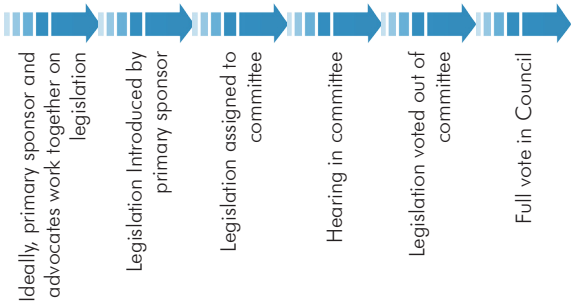 Ideally, primary sponsor and
advocates work together on
legislation
Legislation Introduced by
primary sponsor
Legislation assigned to
committee
Hearing in committee
Legislation voted out of
committee
Full vote in Council